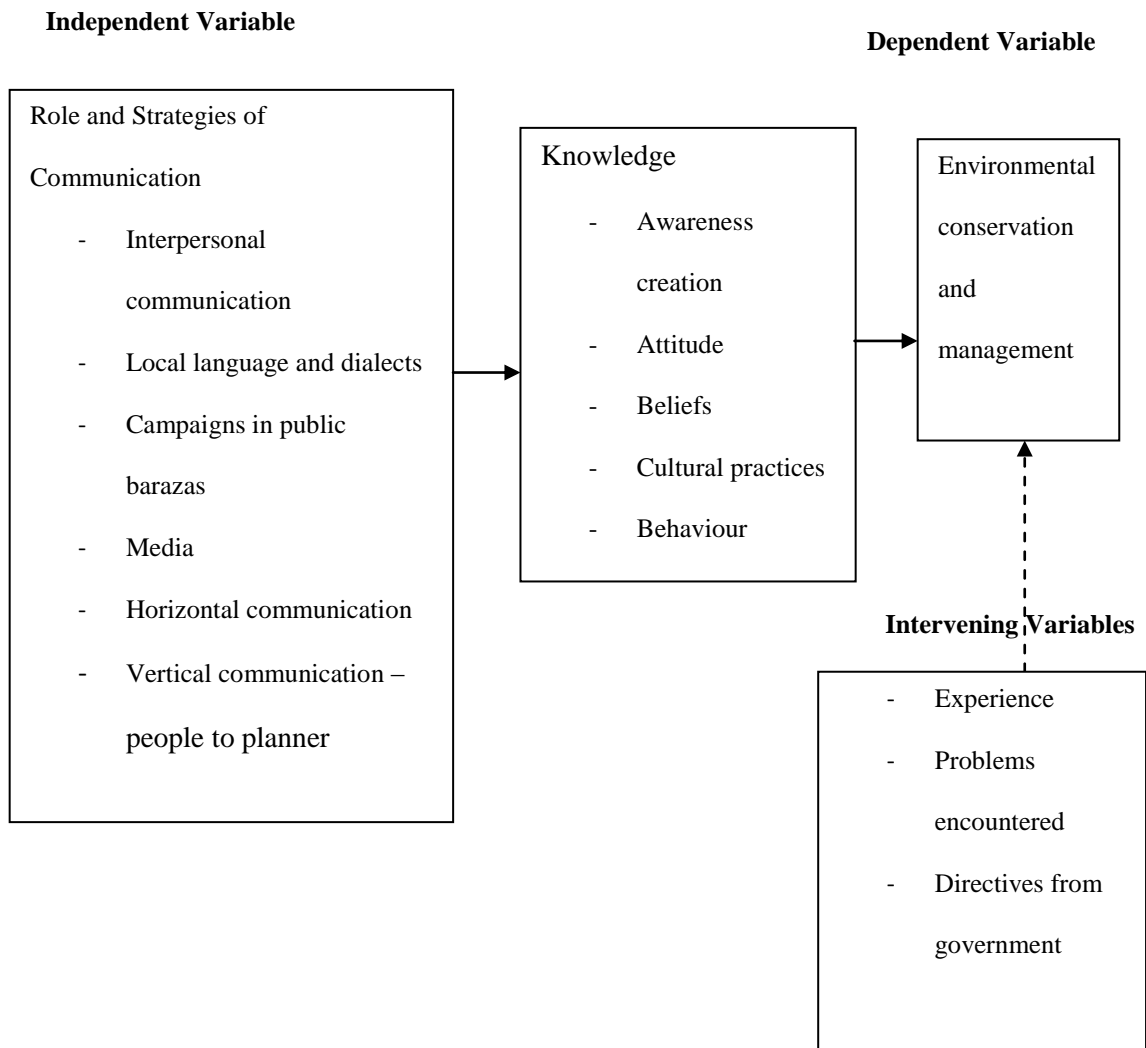 Independent Variable
Dependent Variable
Role and Strategies of
Communication
- Interpersonal
communication
- Local language and dialects
- Campaigns in public
barazas
- Media
- Horizontal communication
- Vertical communication –
people to planner
Knowledge
- Awareness
creation
- Attitude
- Beliefs
- Cultural practices
- Behaviour
Environmental
conservation
and
management
Intervening Variables
- Experience
- Problems
encountered
- Directives from
government